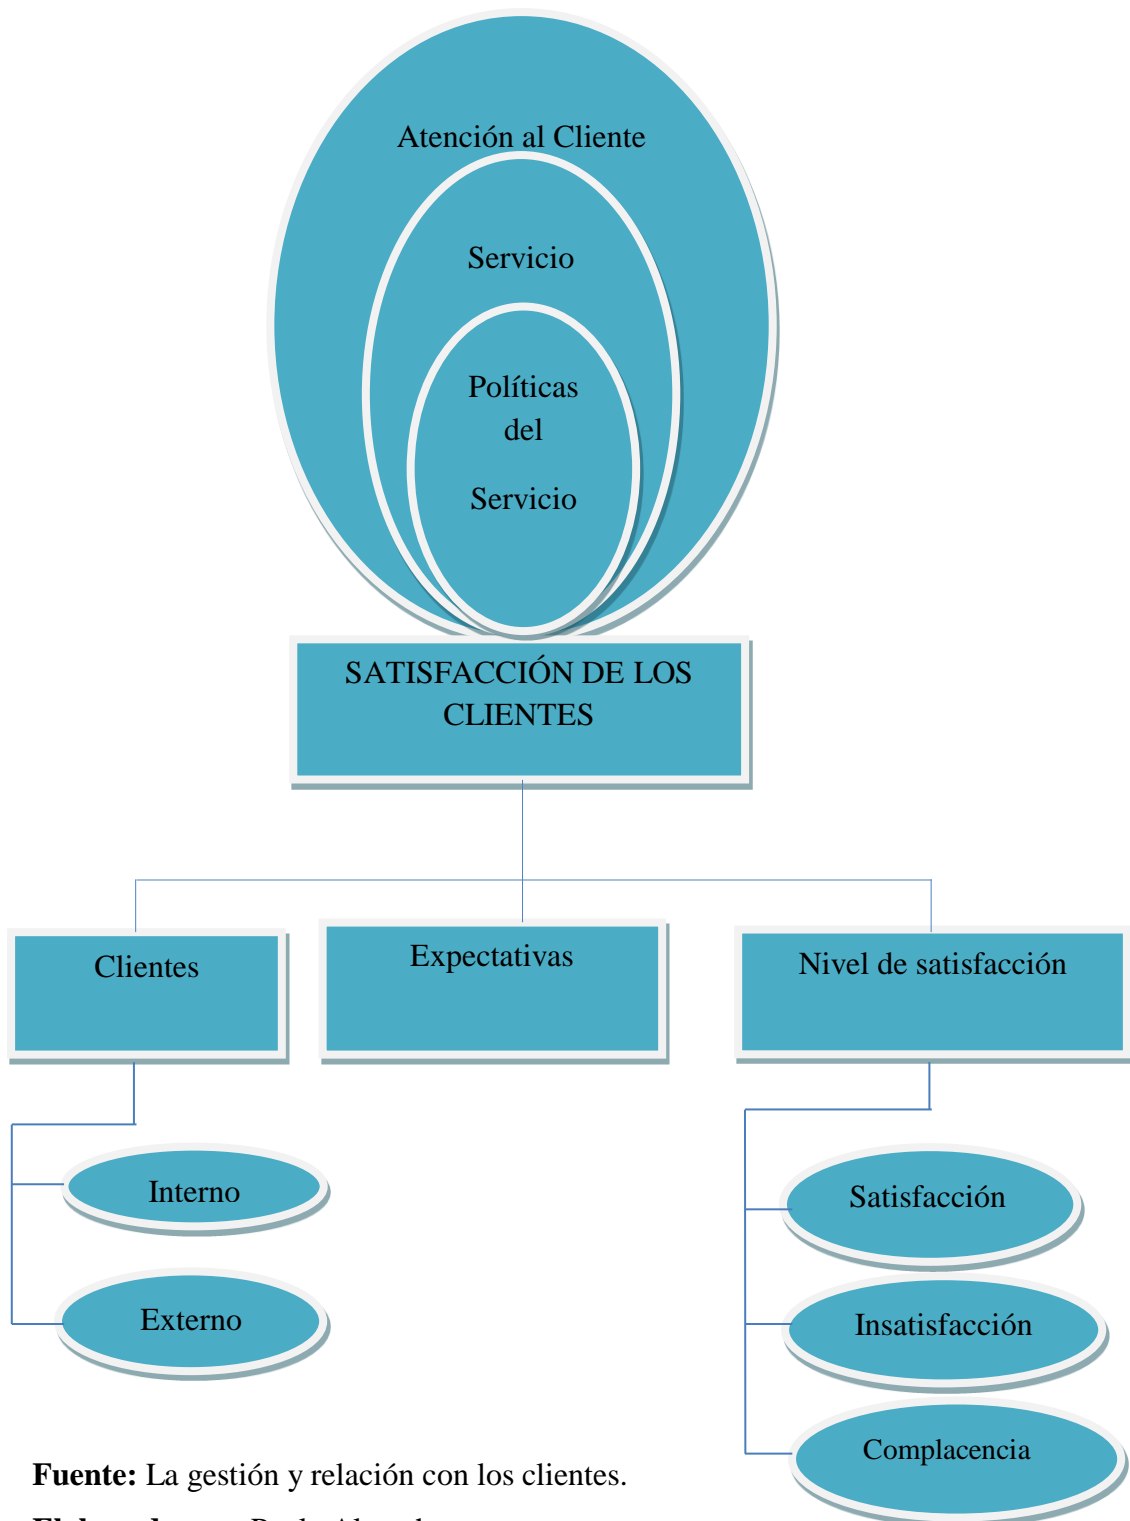 Atención al Cliente
Servicio
Políticas
del
Servicio
SATISFACCIÓN DE LOS
CLIENTES
Clientes
Expectativas
Nivel de satisfacción
Interno
Externo
Satisfacción
Insatisfacción
Complacencia
Fuente: La gestión y relación con los clientes.